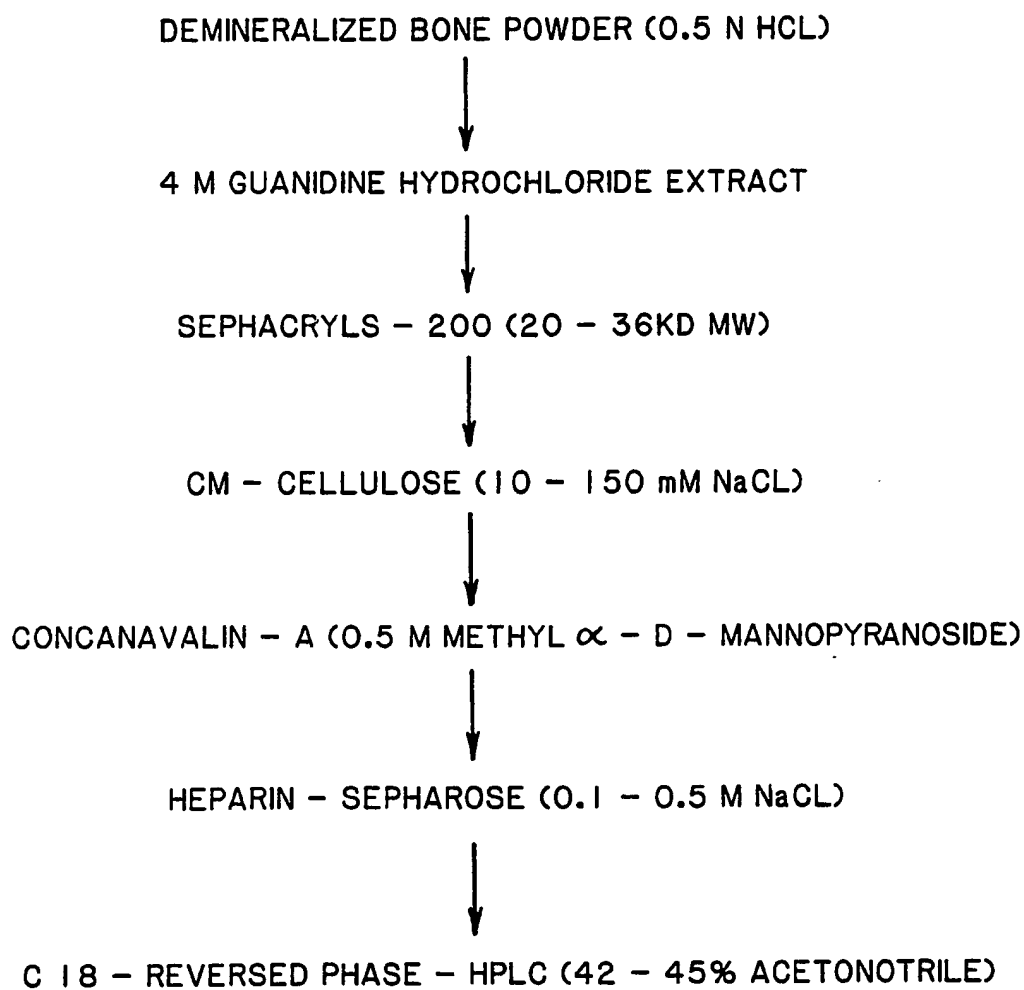 DEMINERALIZED BONE POWDER (0.5 N HCL)
4 M GUANIDINE HYDROCHLORIDE EXTRACT
SEPHACRYLS - 200 (20 - 36KD MW)
CM - CELLULOSE (10 - 150 mM NaCL)
CONCANAVALIN - A (0.5 M METHYL ∝ - D - MANNOPYRANOSIDE)
HEPARIN - SEPHAROSE (0.1 - 0.5 M NaCL)
C 18 - REVERSED PHASE - HPLC (42 - 45% ACETONOTRILE)